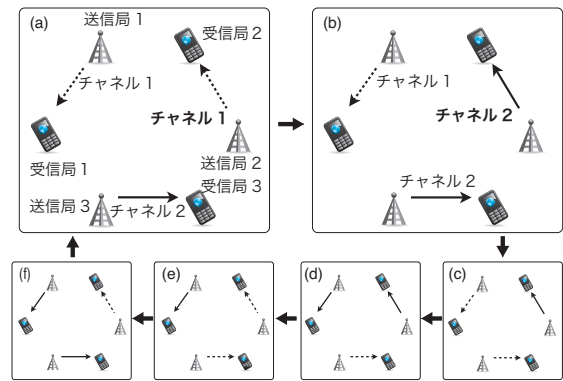 (a)
送信局 1
受信局 2
チャネル 1
チャネル 1
受信局 1
送信局 2
受信局 3
送信局 3
チャネル 2
(b)
チャネル 1
チャネル 2
チャネル 2
(f)
(e)
(d)
(c)